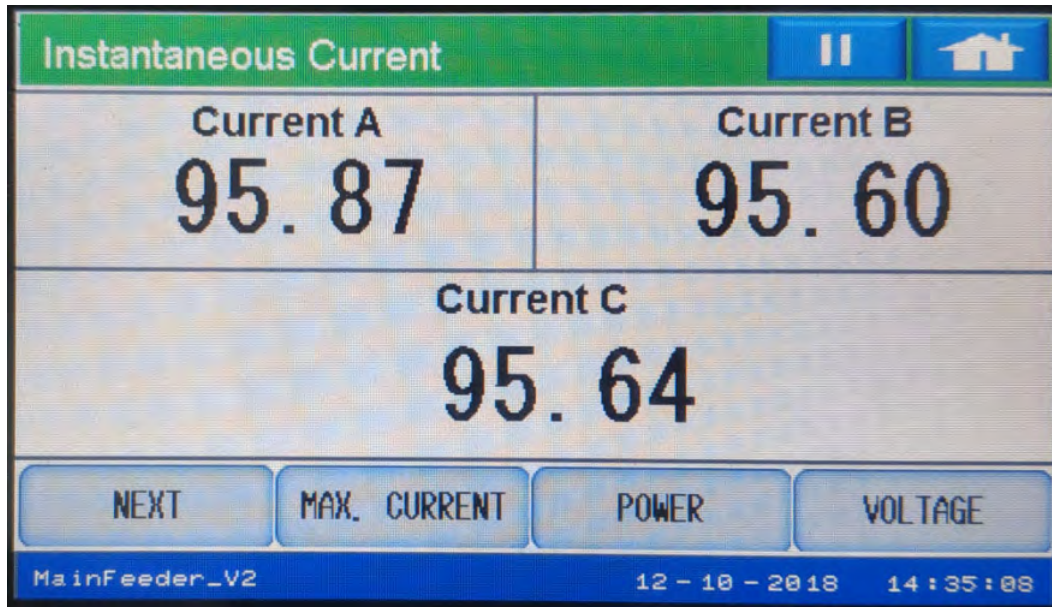 Instantaneous Current
Current A
95.87
Current B
95.60
Current C
95.64
NEXT
MAX. CURRENT
POWER
VOLTAGE
MainFeeder_V2
12-10-2018 14:35:08